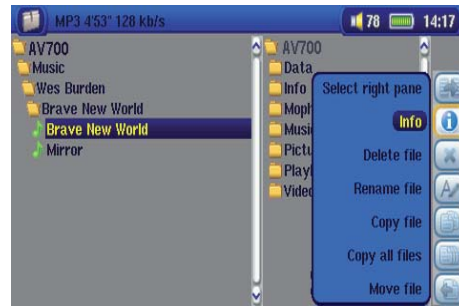 MP3 4'53" 128 kb/s 78 14:17
AV700
Music
Wes Burden
Brave New World
Brave New World
Mirror
AV700
Data
Info
Moph
Musi
Pictu
Playl
Video
Select right pane
Info
Delete file
Rename file
Copy file
Copy all files
Move file